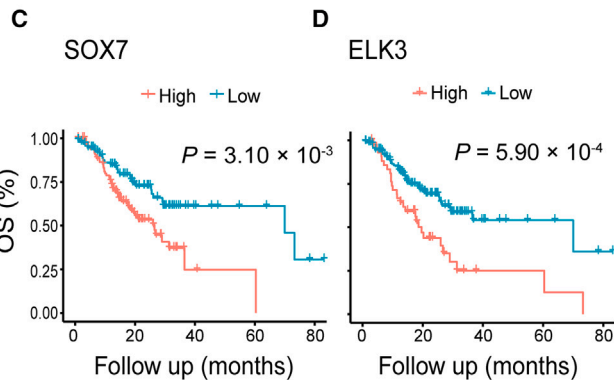 C
SOX7
High Low
P = 3.10 × 10-3
OS (%)
1.00
0.75
0.50
0.25
0.00
0 20 40 60 80
Follow up (months)
D
ELK3
High Low
P = 5.90 × 10-4
0 20 40 60 80
Follow up (months)